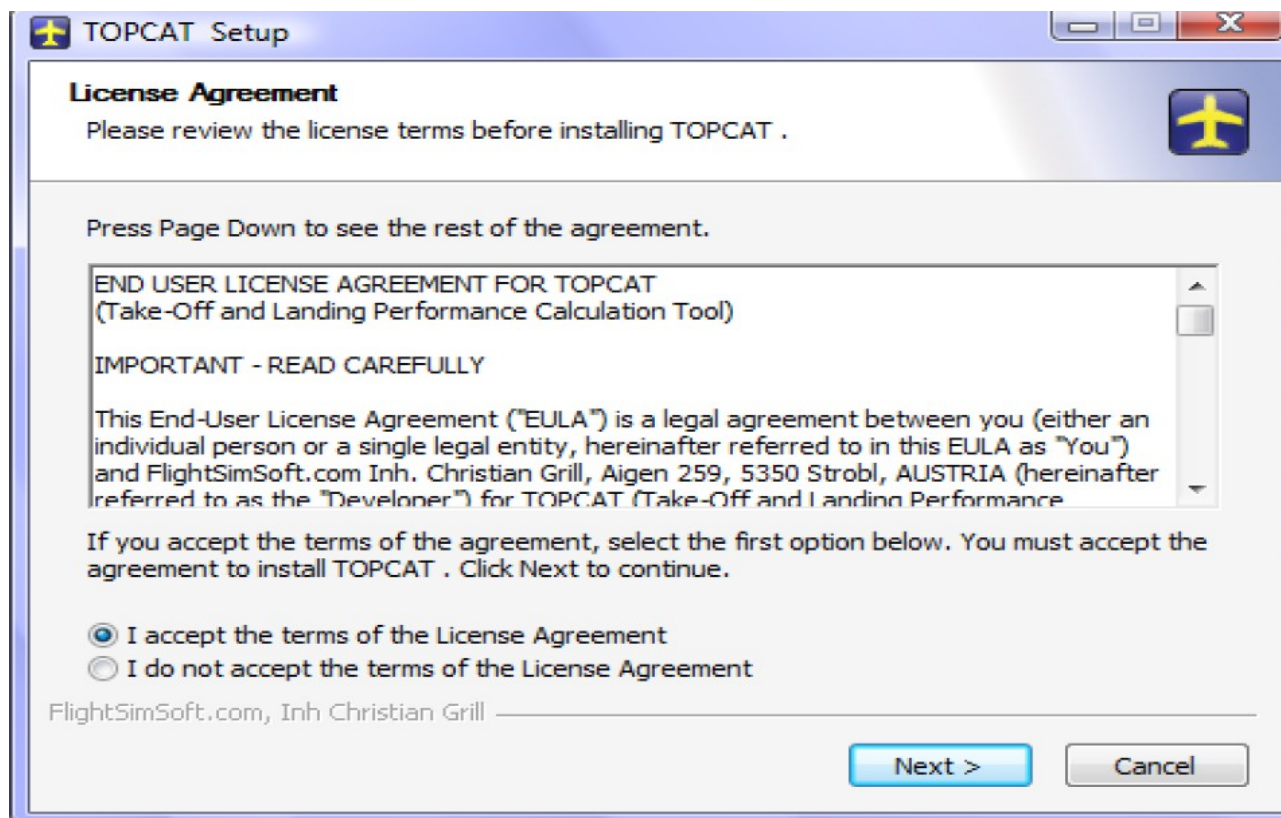 TOPCAT Setup
License Agreement
Please review the license terms before installing TOPCAT .
Press Page Down to see the rest of the agreement.
END USER LICENSE AGREEMENT FOR TOPCAT
(Take-Off and Landing Performance Calculation Tool)
IMPORTANT - READ CAREFULLY
This End-User License Agreement ("EULA") is a legal agreement between you (either an
individual person or a single legal entity, hereinafter referred to in this EULA as "You")
and FlightSimSoft.com Inh. Christian Grill, Aigen 259, 5350 Strobl, AUSTRIA (hereinafter
referred to as the "Developer") for TOPCAT (Take-Off and Landing Performance
If you accept the terms of the agreement, select the first option below. You must accept the
agreement to install TOPCAT . Click Next to continue.
I accept the terms of the License Agreement
I do not accept the terms of the License Agreement
FlightSimSoft.com, Inh Christian Grill
Next >
Cancel